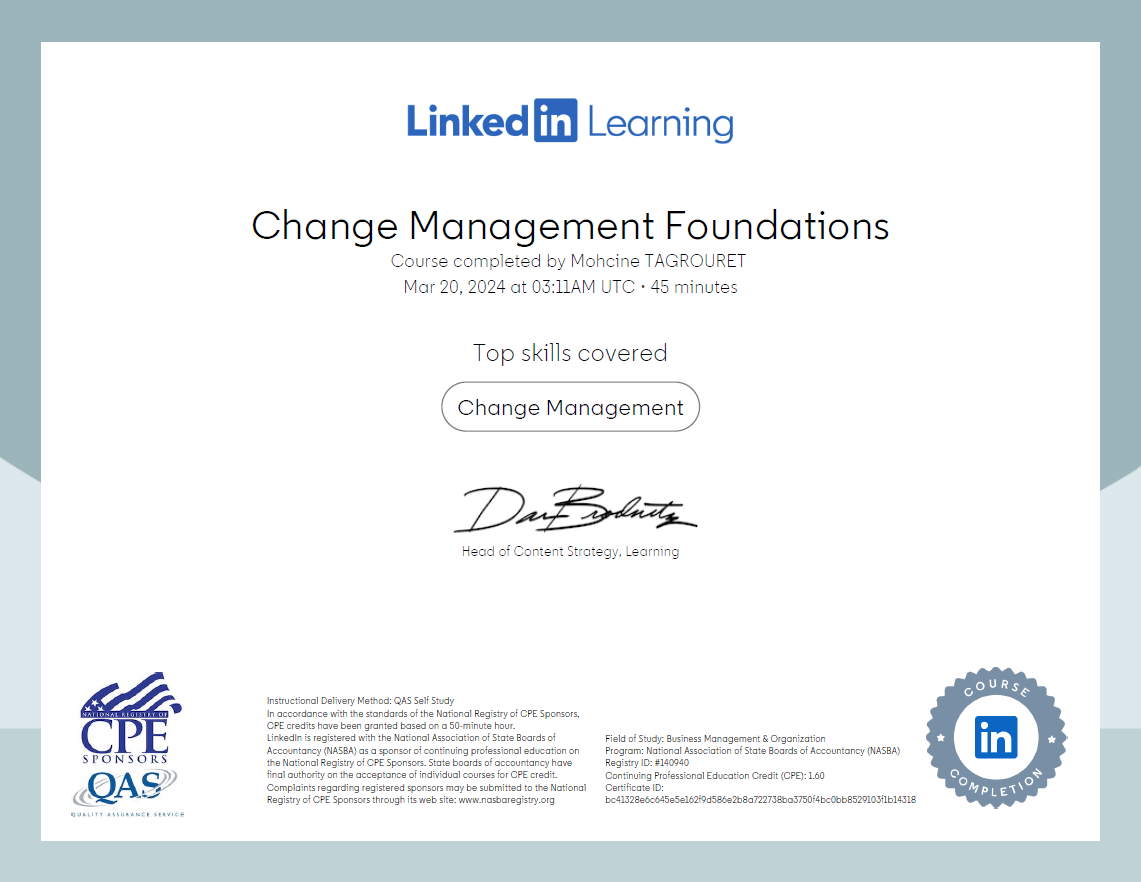 LinkedIn Learning
Change Management Foundations
Course completed by Mohcine TAGROURET
Mar 20, 2024 at 03:11AM UTC • 45 minutes
Top skills covered
Change Management
Dan Brodnitz
Head of Content Strategy, Learning
NATIONAL REGISTRY OF
CPE
SPONSORS
QAS
QUALITY ASSURANCE SERVICE
Instructional Delivery Method: QAS Self Study
In accordance with the standards of the National Registry of CPE Sponsors,
CPE credits have been granted based on a 50-minute hour.
LinkedIn is registered with the National Association of State Boards of
Accountancy (NASBA) as a sponsor of continuing professional education on
the National Registry of CPE Sponsors. State boards of accountancy have
final authority on the acceptance of individual courses for CPE credit.
Complaints regarding registered sponsors may be submitted to the National
Registry of CPE Sponsors through its web site: www.nasbaregistry.org
Field of Study: Business Management & Organization
Program: National Association of State Boards of Accountancy (NASBA)
Registry ID: #140940
Continuing Professional Education Credit (CPE): 1.60
Certificate ID:
bc41328e6c645e5e162f9d586e2b8a722738ba3750f4bc0bb8529103f1b14318
COURSE
in
COMPLETION